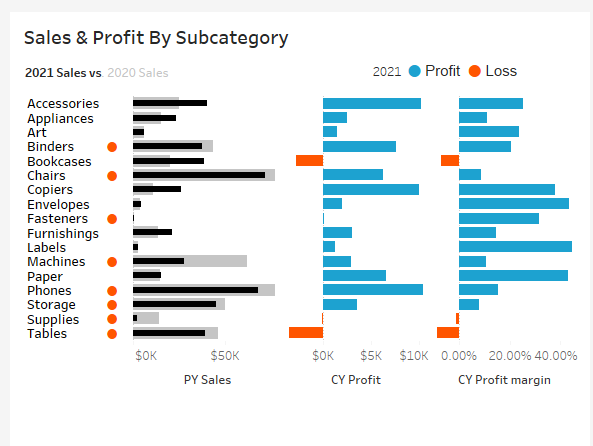 Sales & Profit By Subcategory
2021 Sales vs 2020 Sales
2021 Profit Loss
Accessories
Appliances
Art
Binders
Bookcases
Chairs
Copiers
Envelopes
Fasteners
Furnishings
Labels
Machines
Paper
Phones
Storage
Supplies
Tables
$0K $50K $0K $5K $10K 0.00% 20.00% 40.00%
PY Sales CY Profit CY Profit margin